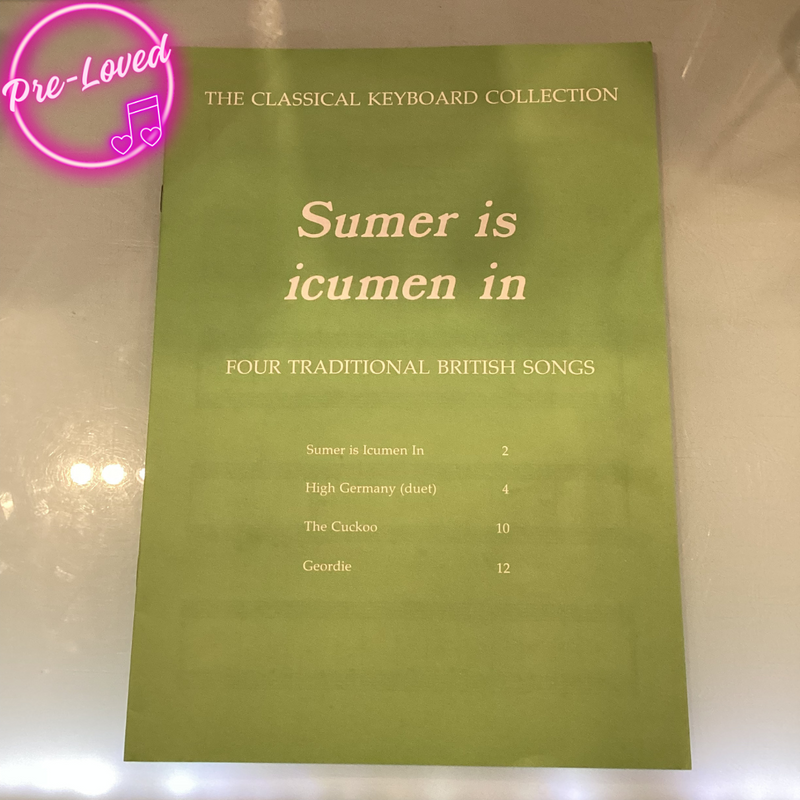 Pre-Loved
THE CLASSICAL KEYBOARD COLLECTION
Sumer is
icumen in
FOUR TRADITIONAL BRITISH SONGS
Sumer is Icumen In 2
High Germany (duet) 4
The Cuckoo 10
Geordie 12